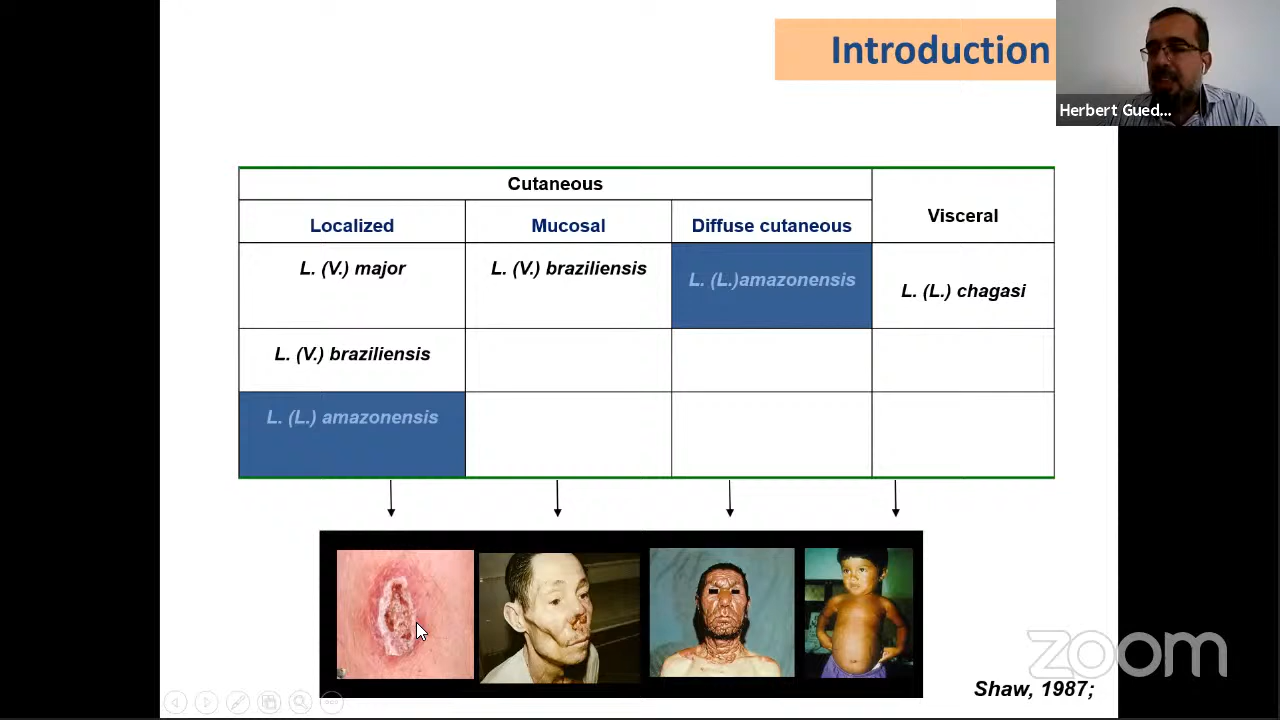 Introduction
Herbert Gued...
Cutaneous
Visceral
Localized
Mucosal
Diffuse cutaneous
L. (V.) major
L. (V.) braziliensis
L. (L.)amazonensis
L. (L.) chagasi
L. (V.) braziliensis
L. (L.) amazonensis
zoom
Shaw, 1987;